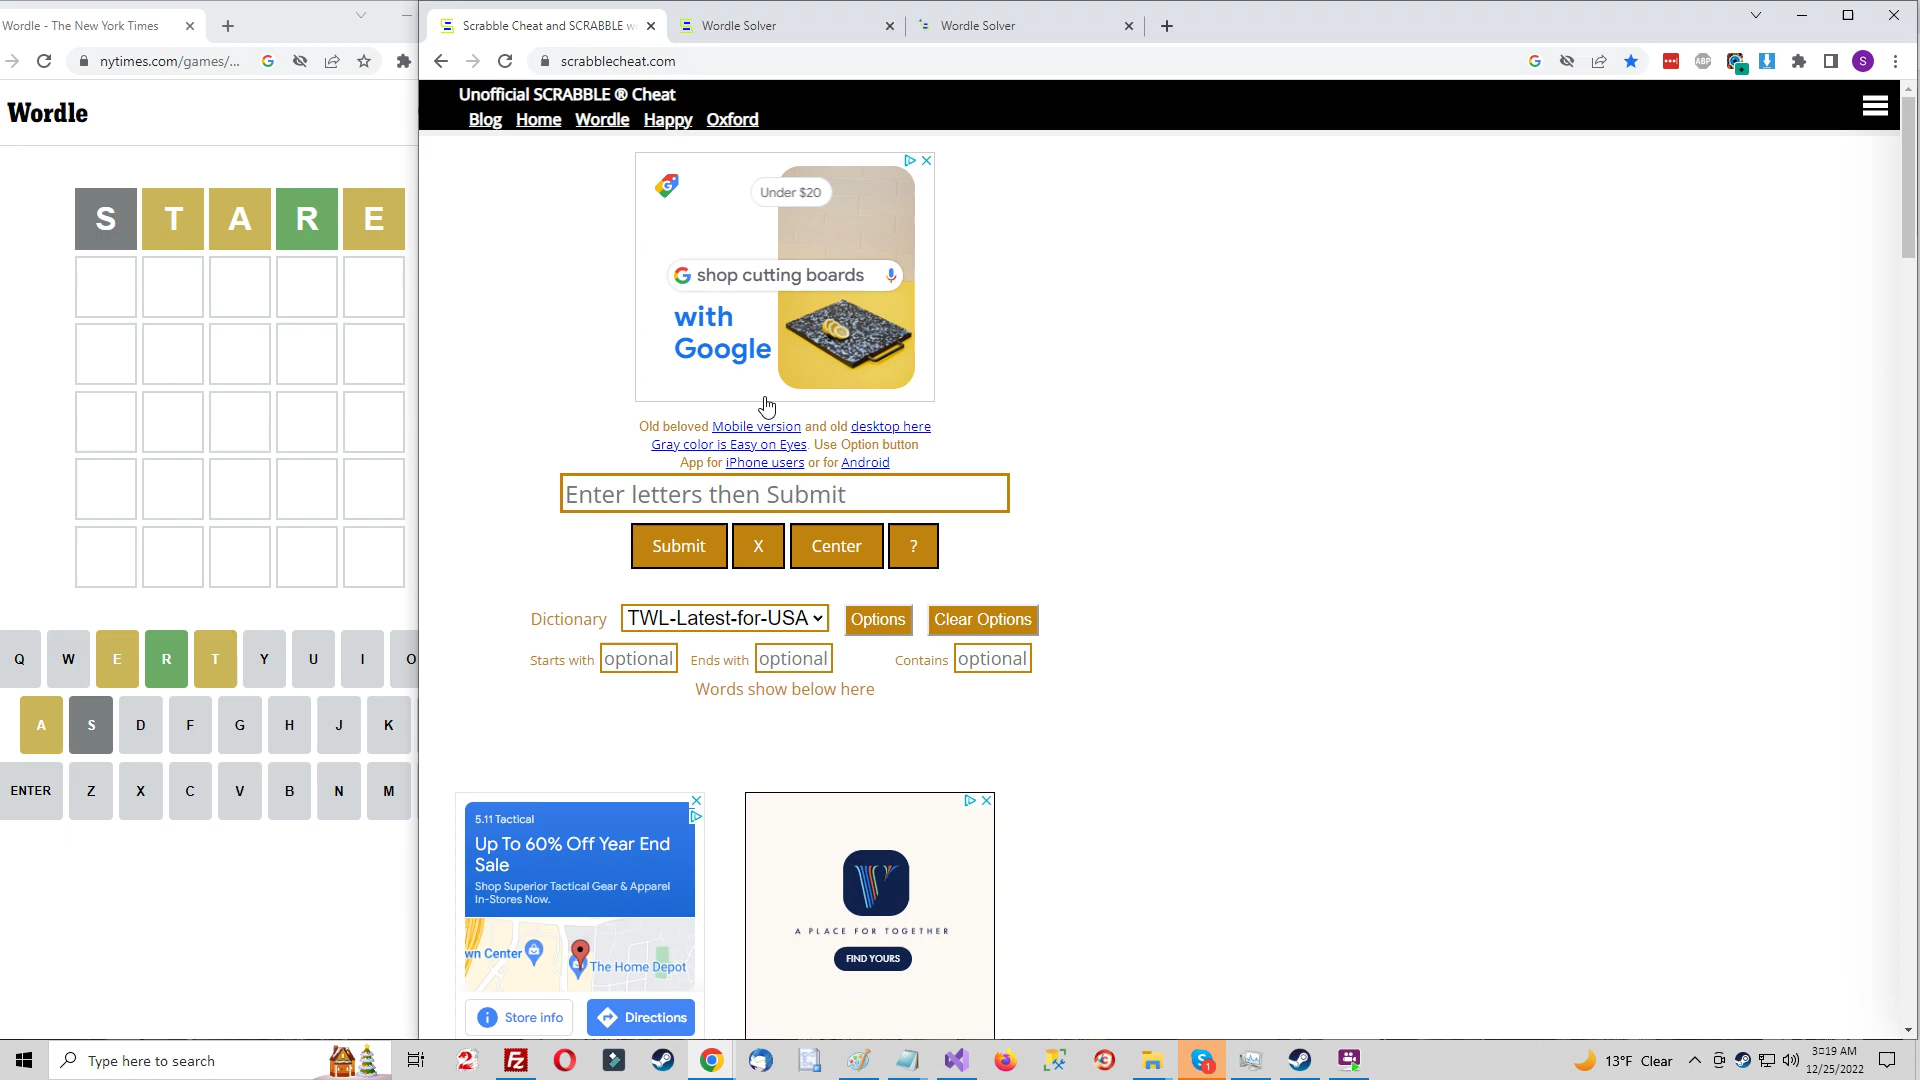 Wordle - The New York Times
nytimes.com/games/...
Wordle
S T A R E
Q W E R T Y U I O
A S D F G H J K
ENTER Z X C V B N M
Scrabble Cheat and SCRABBLE w
Wordle Solver
Wordle Solver
scrabblecheat.com
ABP
S
Unofficial SCRABBLE ® Cheat
Blog Home Wordle Happy Oxford
Under $20
shop cutting boards
with
Google
Old beloved Mobile version and old desktop here
Gray color is Easy on Eyes. Use Option button
App for iPhone users or for Android
Enter letters then Submit
Submit X Center ?
Dictionary TWL-Latest-for-USA Options Clear Options
Starts with optional Ends with optional Contains optional
Words show below here
5.11 Tactical
Up To 60% Off Year End
Sale
Shop Superior Tactical Gear & Apparel
In-Stores Now.
wn Center
The Home Depot
Store info Directions
A PLACE FOR TOGETHER
FIND YOURS
Type here to search
13°F Clear
3:19 AM
12/25/2022